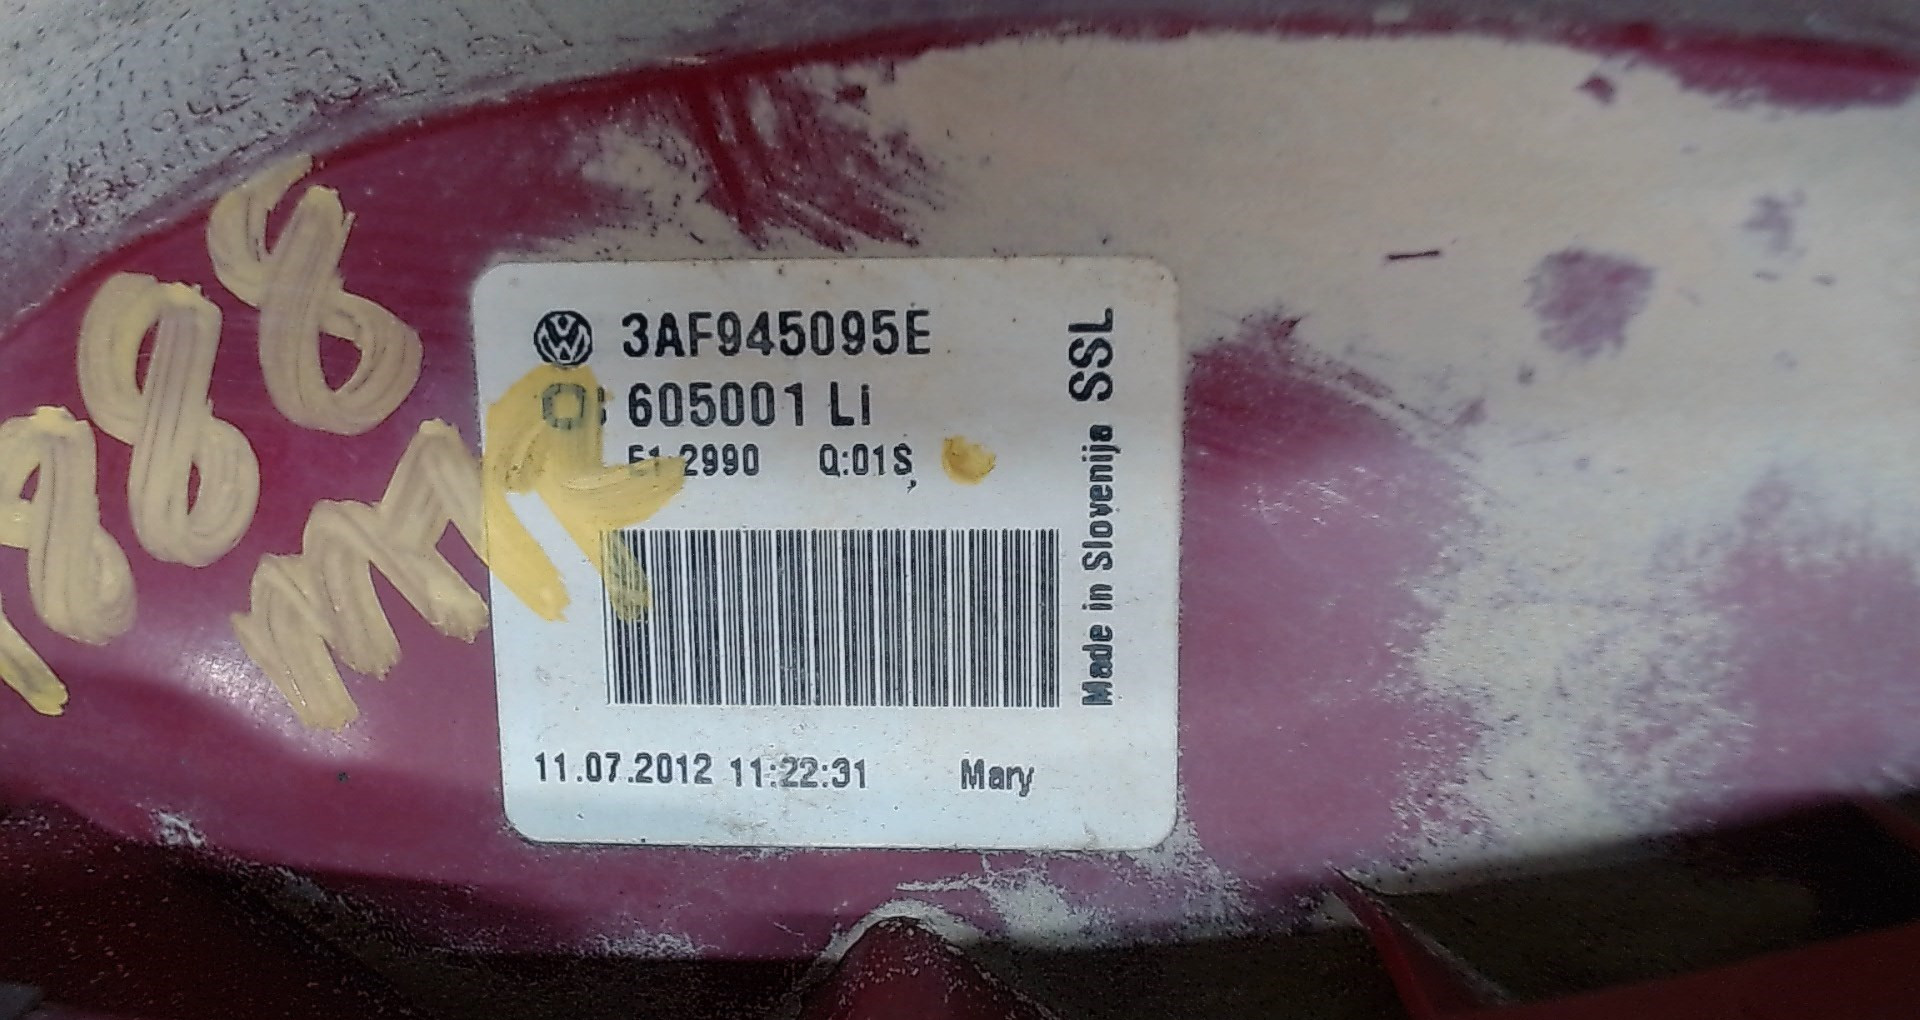 3AF945095E
605001 Li
2990 Q:01S
SSL
Made in Slovenija
11.07.2012 11:22:31 Mary